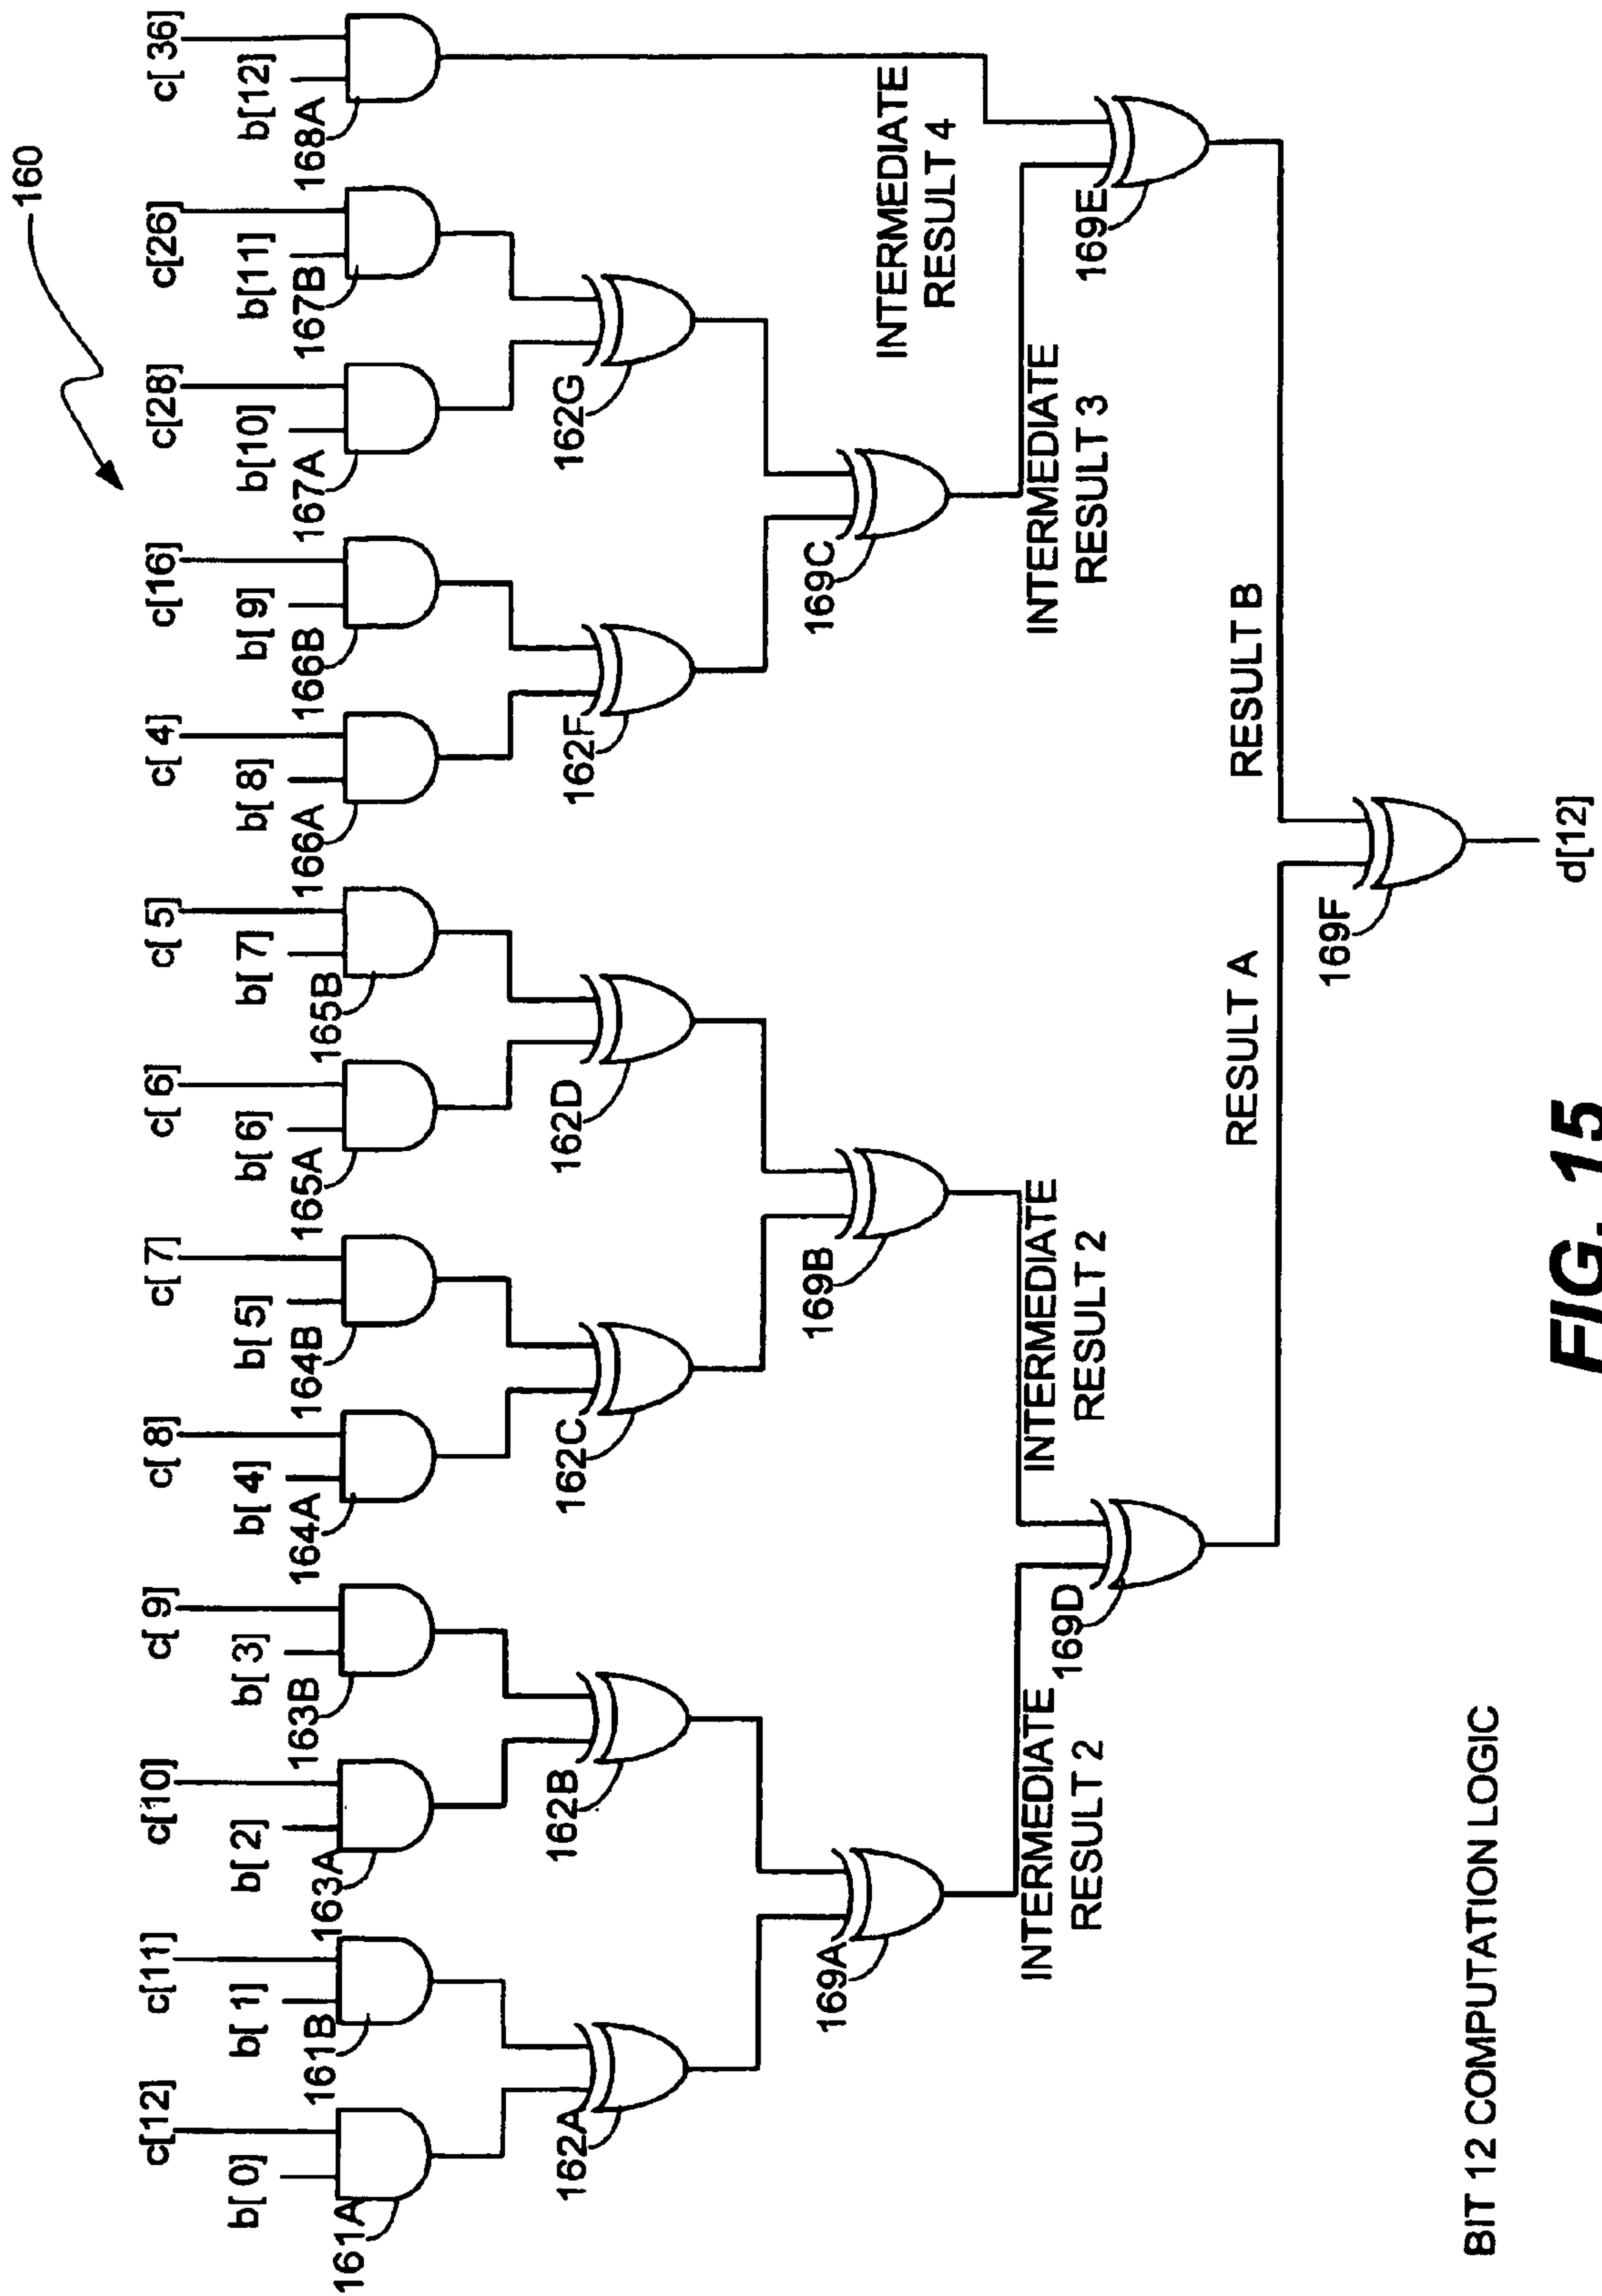 160
c[12]
c[11]
c[10]
c[ 9]
c[ 8]
c[ 7]
c[ 6]
c[ 5]
c[ 4]
c[16]
c[28]
c[26]
c[ 36]
b[ 0]
b[ 1]
b[ 2]
b[ 3]
b[ 4]
b[ 5]
b[ 6]
b[ 7]
b[ 8]
b[ 9]
b[10]
b[11]
b[12]
161A
161B
163A
163B
164A
164B
165A
165B
166A
166B
167A
167B
168A
162A
162B
162C
162D
162F
162G
169A
169B
169C
INTERMEDIATE
RESULT 2
INTERMEDIATE
RESULT 2
INTERMEDIATE
RESULT 3
INTERMEDIATE
RESULT 4
169D
169E
RESULT A
RESULT B
169F
d[12]
BIT 12 COMPUTATION LOGIC
FIG. 15